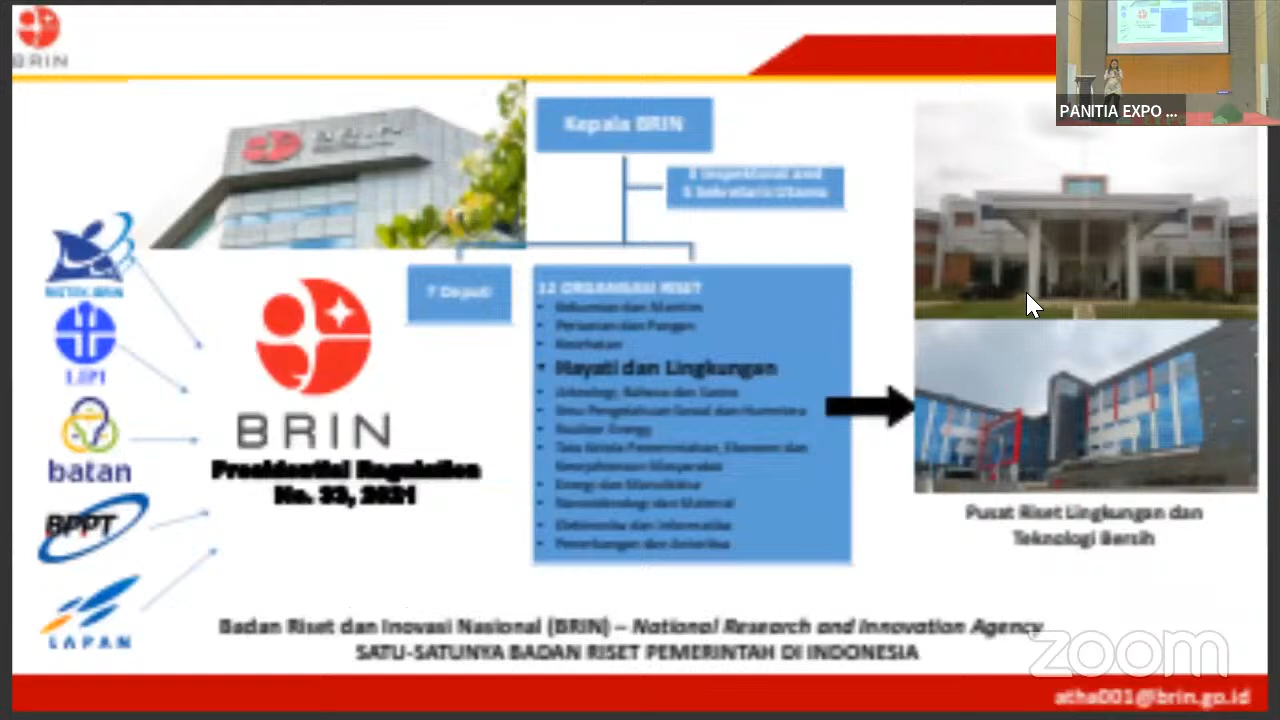 BRIN
PANITIA EXPO ...
BRIN
Kepala BRIN
5 Sekretaris Utama
7 Deputi
12 ORGANISASI RISET
• Kebumian dan Maritim
• Pertanian dan Pangan
• Kesehatan
• Hayati dan Lingkungan
• Arkeologi, Bahasa dan Sastra
• Ilmu Pengetahuan Sosial dan Humaniora
• Tata Kelola Pemerintahan, Ekonomi dan
Kesejahteraan Masyarakat
• Energi dan Manufaktur
• Nanoteknologi dan Material
• Elektronika dan Informatika
• Penerbangan dan Antariksa
LIPI
batan
BPPT
LAPAN
BRIN
Presidential Regulation
No. 33, 2021
Pusat Riset Lingkungan dan
Teknologi Bersih
Badan Riset dan Inovasi Nasional (BRIN) – National Research and Innovation Agency
SATU-SATUNYA BADAN RISET PEMERINTAH DI INDONESIA
zoom
atha001@brin.go.id